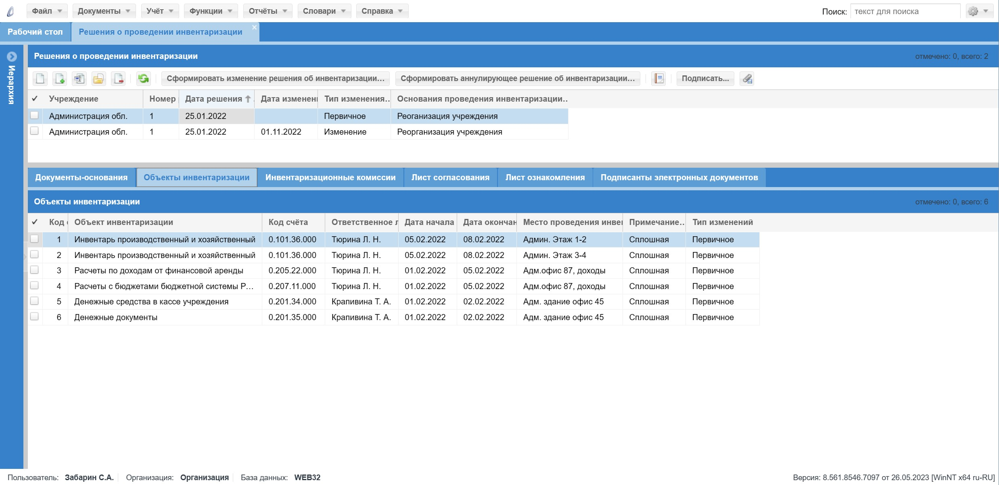 Файл Документы Учёт Функции Отчёты Словари Справка Поиск: текст для поиска
Рабочий стол Решения о проведении инвентаризации
Иерархия
Решения о проведении инвентаризации отмечено: 0, всего: 2
Сформировать изменение решения об инвентаризации... Сформировать аннулирующее решение об инвентаризации... Подписать...
Учреждение Номер Дата решения Дата изменени Тип изменения.. Основания проведения инвентаризации..
Администрация обл. 1 25.01.2022 Первичное Реоганизация учреждения
Администрация обл. 1 25.01.2022 01.11.2022 Изменение Реорганизация учреждения
Документы-основания Объекты инвентаризации Инвентаризационные комиссии Лист согласования Лист ознакомления Подписанты электронных документов
Объекты инвентаризации отмечено: 0, всего: 6
Код Объект инвентаризации Код счёта Ответственное л Дата начала Дата окончан Место проведения инве Примечание.. Тип изменений
1 Инвентарь производственный и хозяйственный 0.101.36.000 Тюрина Л. Н. 05.02.2022 08.02.2022 Админ. Этаж 1-2 Сплошная Первичное
2 Инвентарь производственный и хозяйственный 0.101.36.000 Тюрина Л. Н. 05.02.2022 08.02.2022 Админ. Этаж 3-4 Сплошная Первичное
3 Расчеты по доходам от финансовой аренды 0.205.22.000 Тюрина Л. Н. 01.02.2022 05.02.2022 Адм.офис 87, доходы Сплошная Первичное
4 Расчеты с бюджетами бюджетной системы Р... 0.207.11.000 Тюрина Л. Н. 01.02.2022 05.02.2022 Адм.офис 87, доходы Сплошная Первичное
5 Денежные средства в кассе учреждения 0.201.34.000 Крапивина Т. А. 01.02.2022 02.02.2022 Адм. здание офис 45 Сплошная Первичное
6 Денежные документы 0.201.35.000 Крапивина Т. А. 01.02.2022 02.02.2022 Адм. здание офис 45 Сплошная Первичное
Пользователь: Забарин С.А. Организация: Организация База данных: WEB32 Версия: 8.561.8546.7097 от 26.05.2023 [WinNT x64 ru-RU]